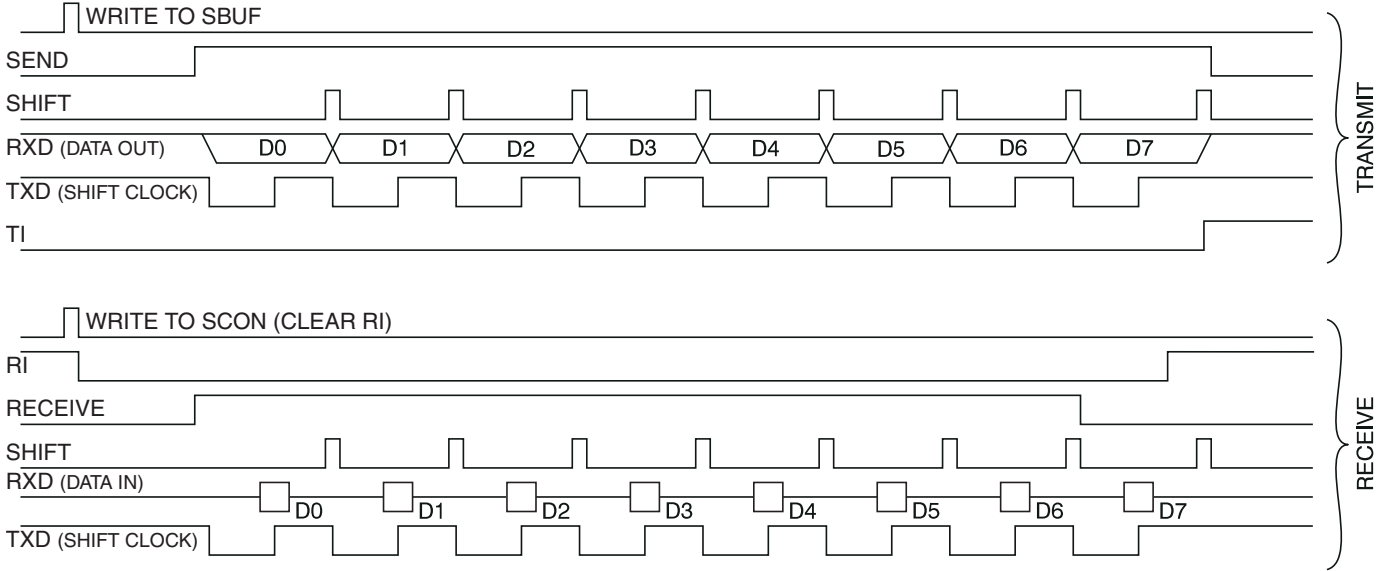 WRITE TO SBUF
SEND
SHIFT
RXD (DATA OUT) D0 D1 D2 D3 D4 D5 D6 D7
TXD (SHIFT CLOCK)
TI
TRANSMIT
WRITE TO SCON (CLEAR RI)
RI
RECEIVE
SHIFT
RXD (DATA IN) D0 D1 D2 D3 D4 D5 D6 D7
TXD (SHIFT CLOCK)
RECEIVE